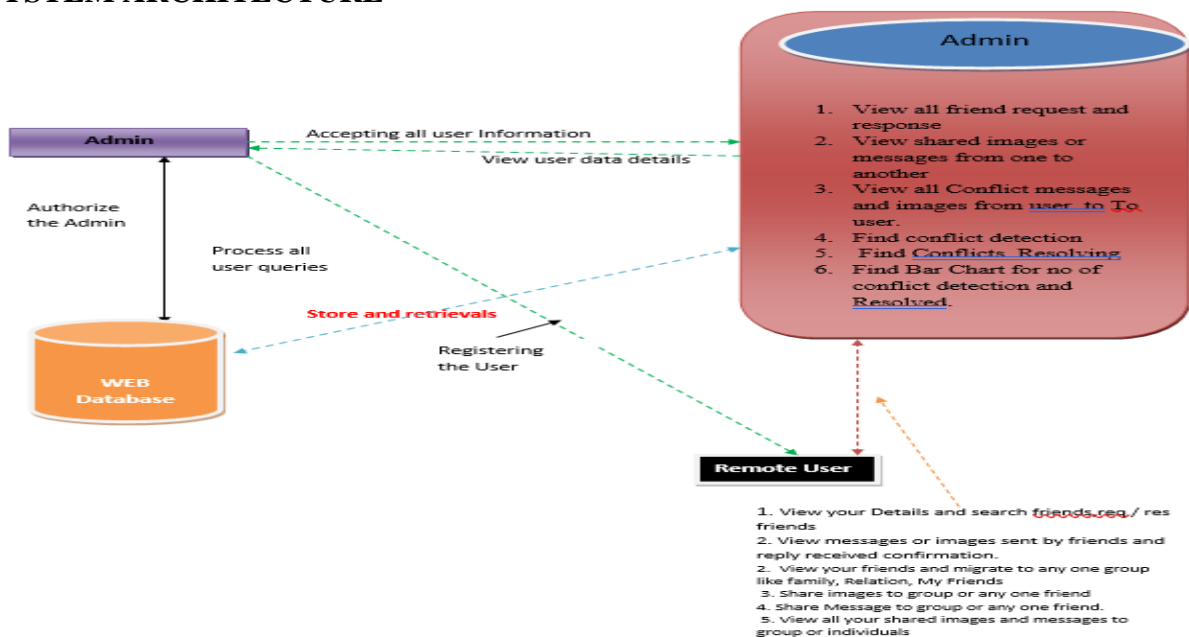 Admin
1. View all friend request and
response
2. View shared images or
messages from one to
another
3. View all Conflict messages
and images from user to To
user.
4. Find conflict detection
5. Find Conflicts Resolving
6. Find Bar Chart for no of
conflict detection and
Resolved.
Admin
Accepting all user Information
View user data details
Authorize
the Admin
Process all
user queries
Store and retrievals
Registering
the User
WEB
Database
Remote User
1. View your Details and search friends req / res
friends
2. View messages or images sent by friends and
reply received confirmation.
2. View your friends and migrate to any one group
like family, Relation, My Friends
3. Share images to group or any one friend
4. Share Message to group or any one friend.
5. View all your shared images and messages to
group or individuals